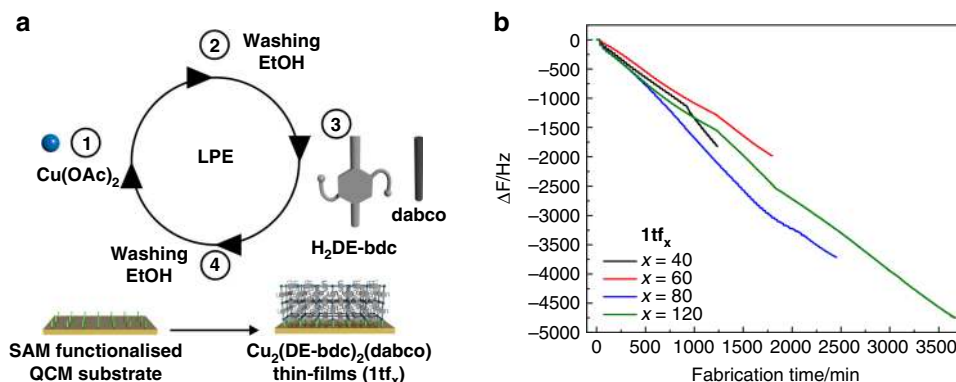 a
2
Washing
EtOH
1
Cu(OAc)₂
LPE
3
dabco
H₂DE-bdc
Washing
EtOH
4
SAM functionalised
QCM substrate
Cu₂(DE-bdc)₂(dabco)
thin-films (1tfₓ)
b
ΔF/Hz
0
–500
–1000
–1500
–2000
–2500
–3000
–3500
–4000
–4500
–5000
1tfₓ
x = 40
x = 60
x = 80
x = 120
0 500 1000 1500 2000 2500 3000 3500
Fabrication time/min